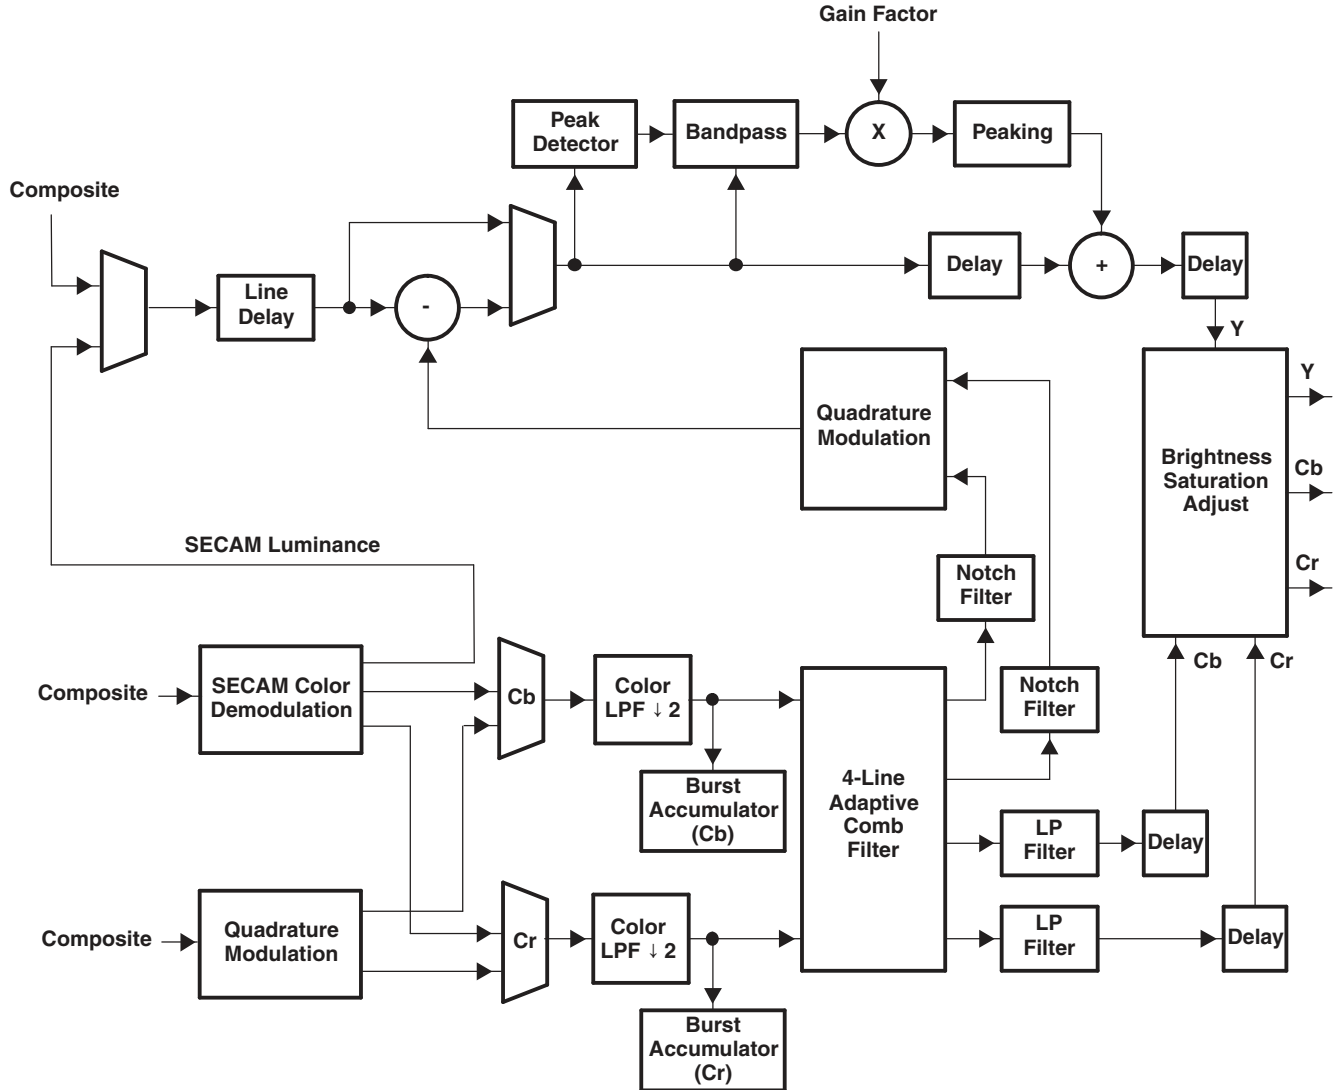 Gain Factor
Peak
Detector
Bandpass
X
Peaking
Composite
Line
Delay
-
Delay
+
Delay
Y
Quadrature
Modulation
Brightness
Saturation
Adjust
Y
Cb
Cr
SECAM Luminance
Notch
Filter
Composite
SECAM Color
Demodulation
Cb
Color
LPF ↓ 2
Notch
Filter
Cb
Cr
Burst
Accumulator
(Cb)
4-Line
Adaptive
Comb
Filter
LP
Filter
Delay
Composite
Quadrature
Modulation
Cr
Color
LPF ↓ 2
LP
Filter
Delay
Burst
Accumulator
(Cr)